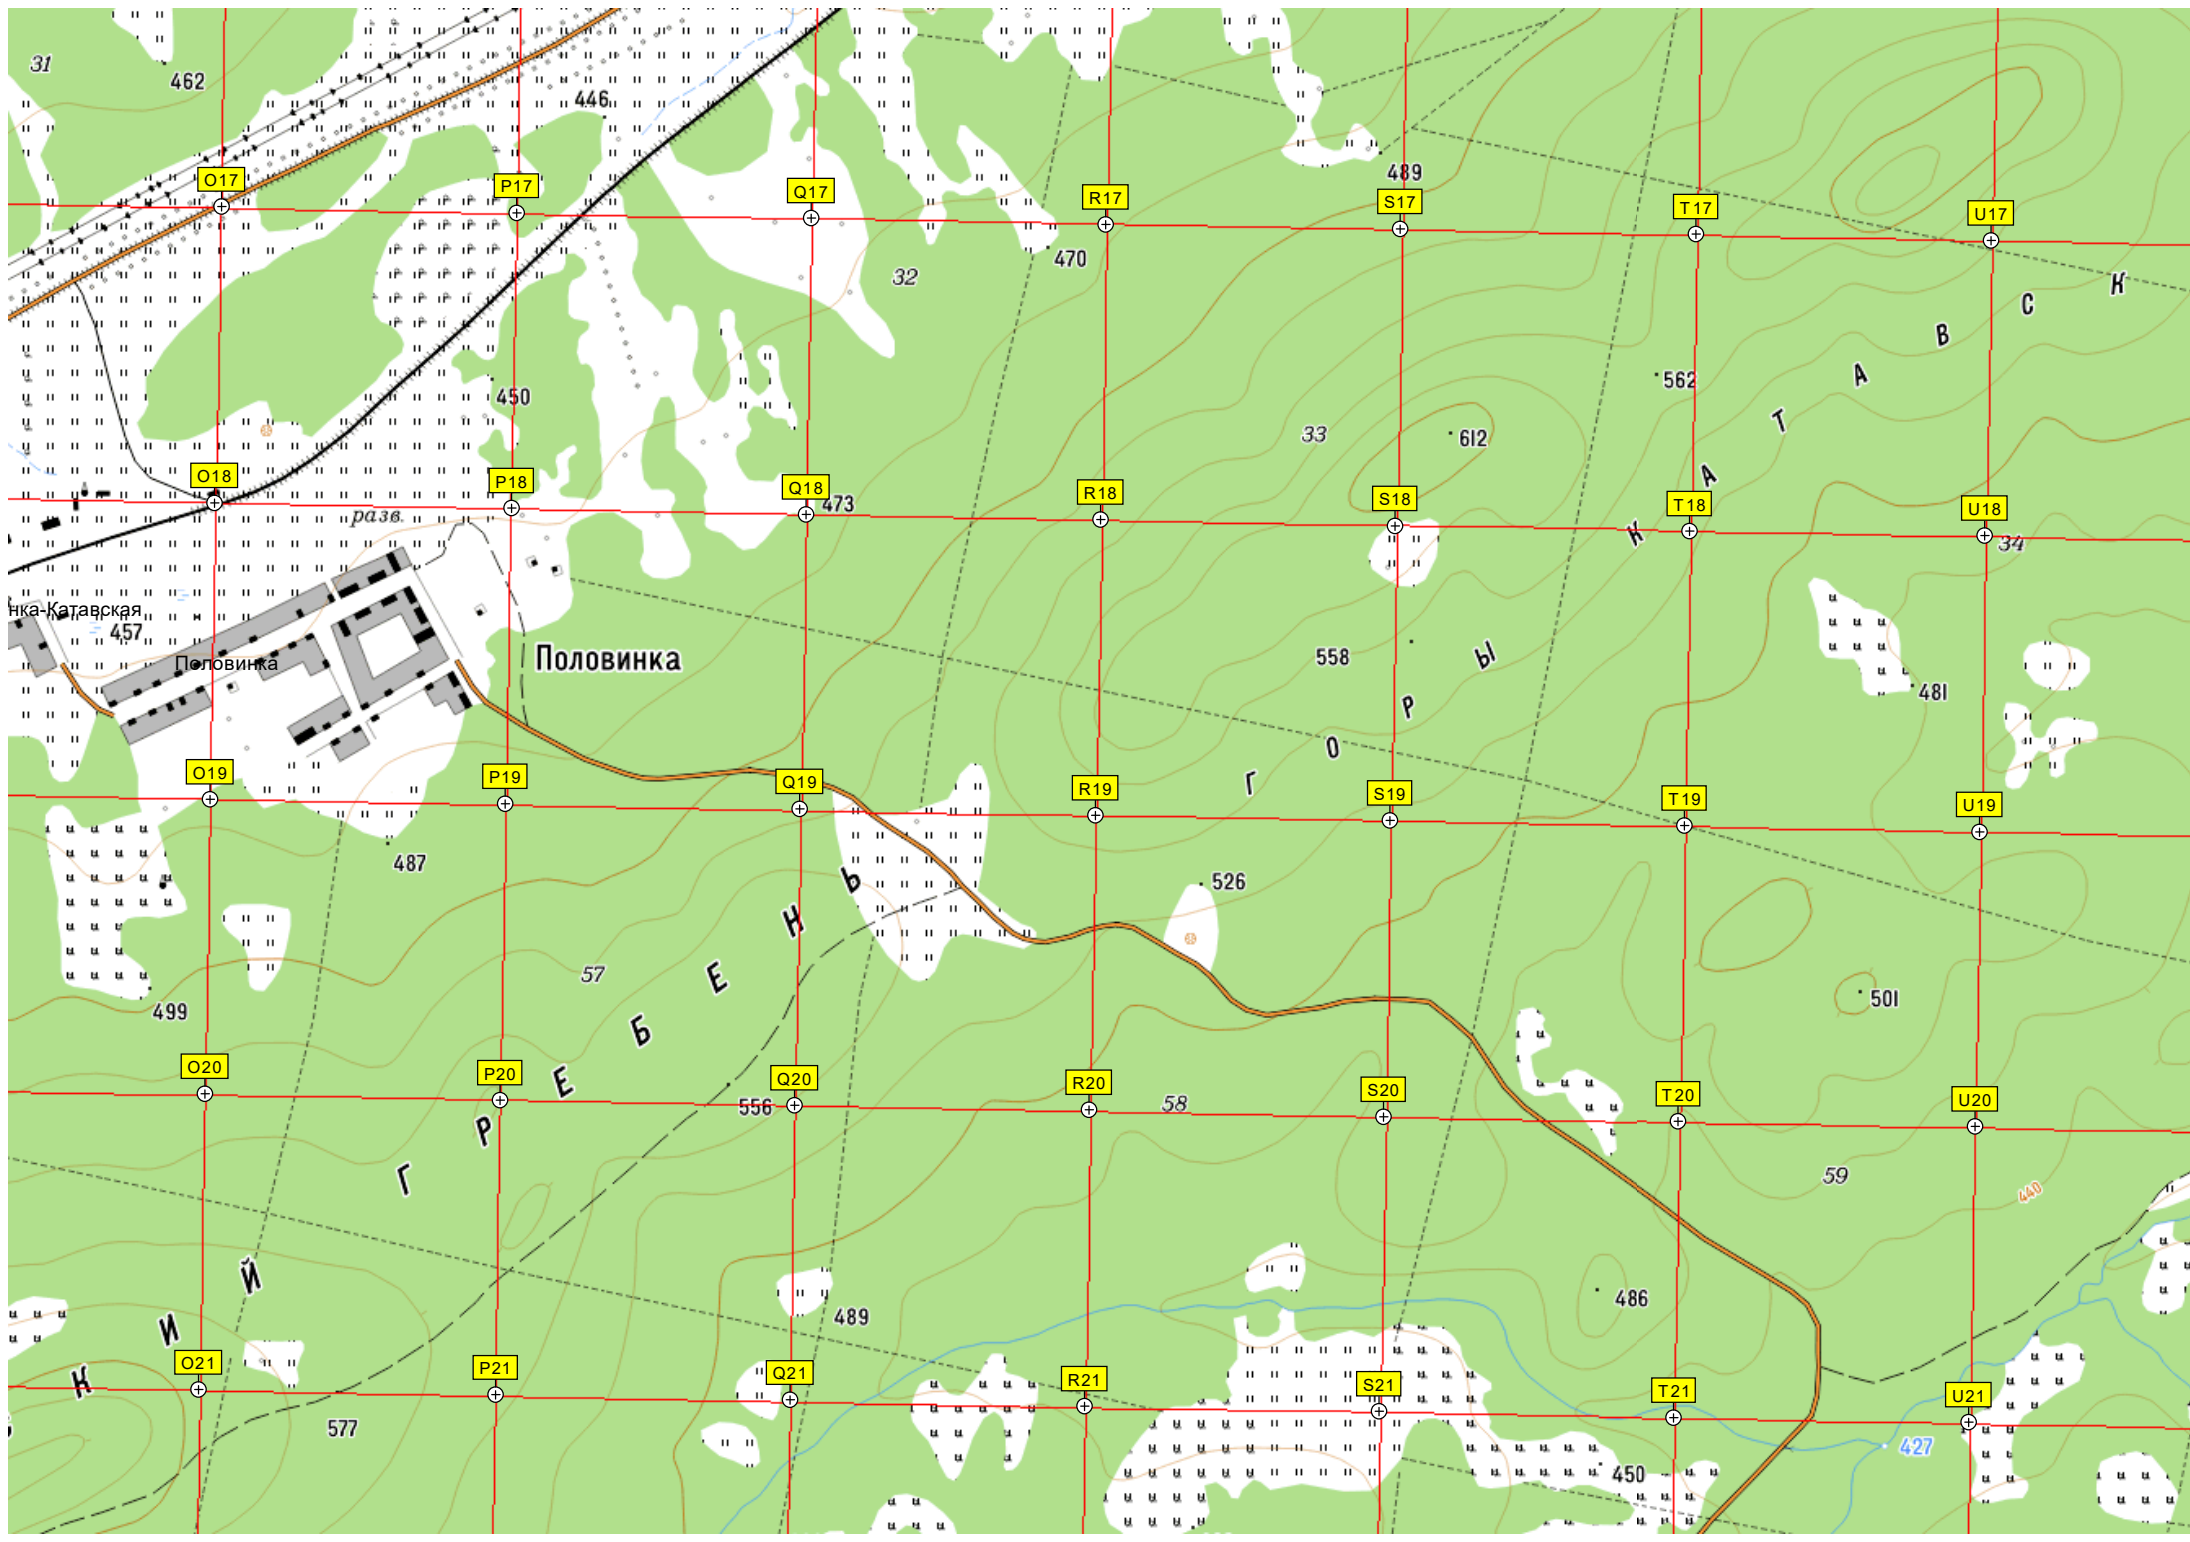 31
462
446
489
O17
P17
Q17
R17
S17
T17
U17
470
32
К
С
В
450
562
А
Т
33
612
А
O18
P18
Q18
473
R18
S18
T18
U18
разв.
К
34
нка-Катавская
457
Половинка
Половинка
558
Ы
481
Р
О
Г
O19
P19
Q19
R19
S19
T19
U19
487
526
Ь
Н
57
Е
499
501
Б
O20
P20
Е
556
Q20
R20
58
S20
T20
U20
Р
Г
59
440
Й
489
486
И
К
O21
P21
Q21
R21
S21
T21
U21
577
427
450